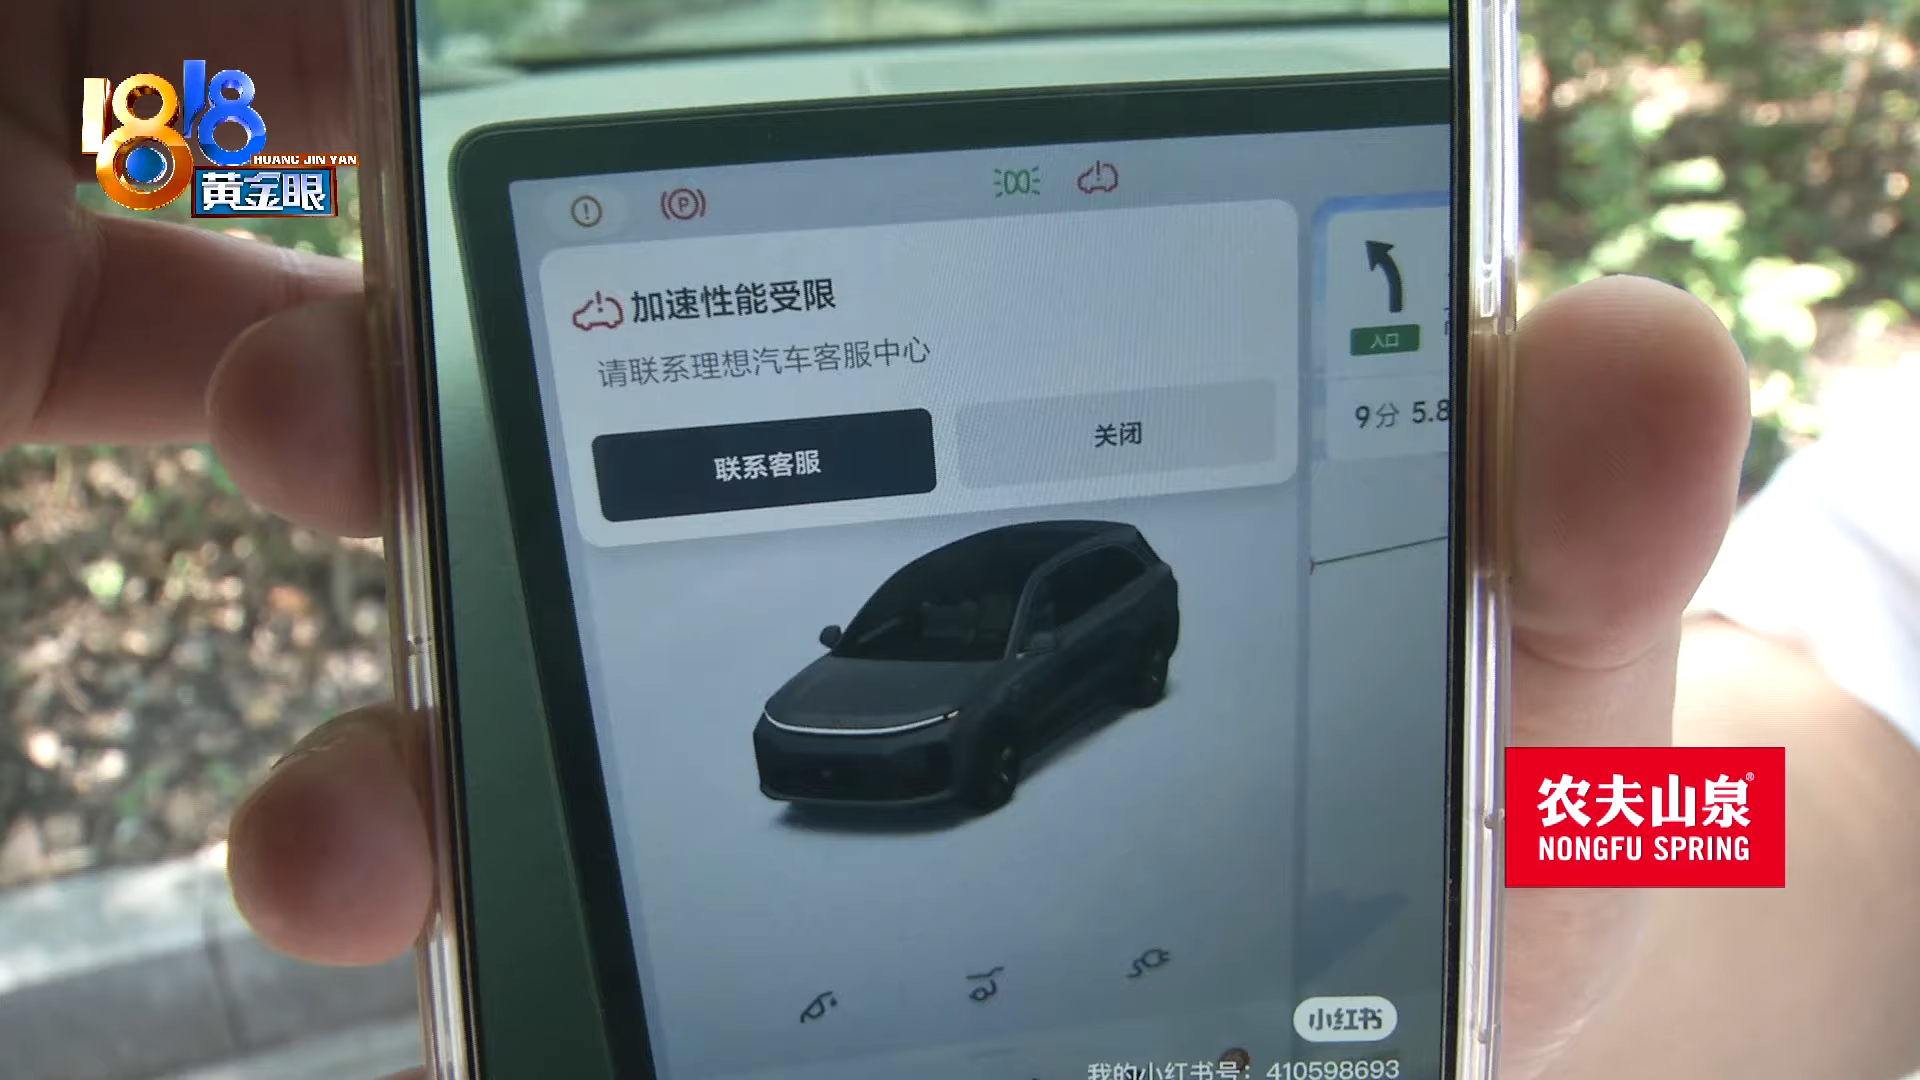 1818
HUANG JIN YAN
黄金眼
加速性能受限
请联系理想汽车客服中心
联系客服
关闭
入口
9分 5.8
农夫山泉®
NONGFU SPRING
小红书
我的小红书号：410598693